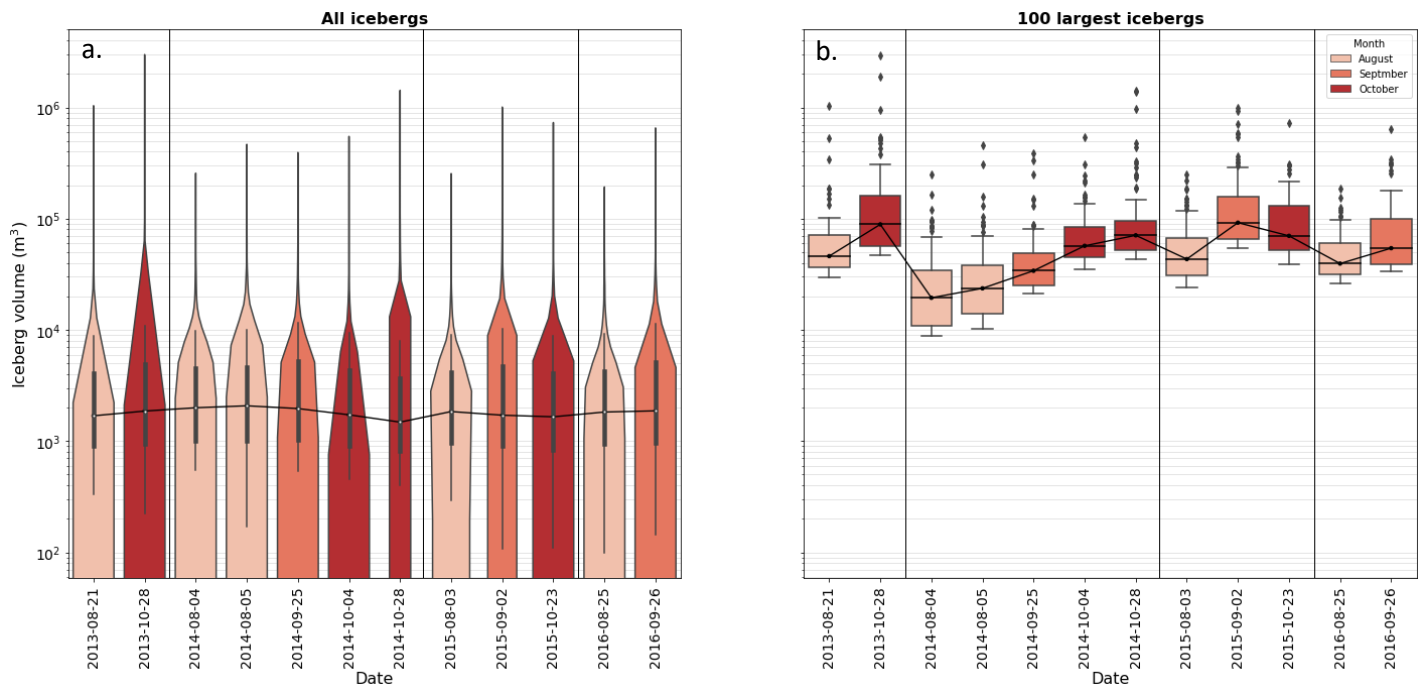 All icebergs
a.
Iceberg volume (m³)
10⁶
10⁵
10⁴
10³
10²
2013-08-21
2013-10-28
2014-08-04
2014-08-05
2014-09-25
2014-10-04
2014-10-28
2015-08-03
2015-09-02
2015-10-23
2016-08-25
2016-09-26
Date
100 largest icebergs
b.
Month
August
Septmber
October
2013-08-21
2013-10-28
2014-08-04
2014-08-05
2014-09-25
2014-10-04
2014-10-28
2015-08-03
2015-09-02
2015-10-23
2016-08-25
2016-09-26
Date